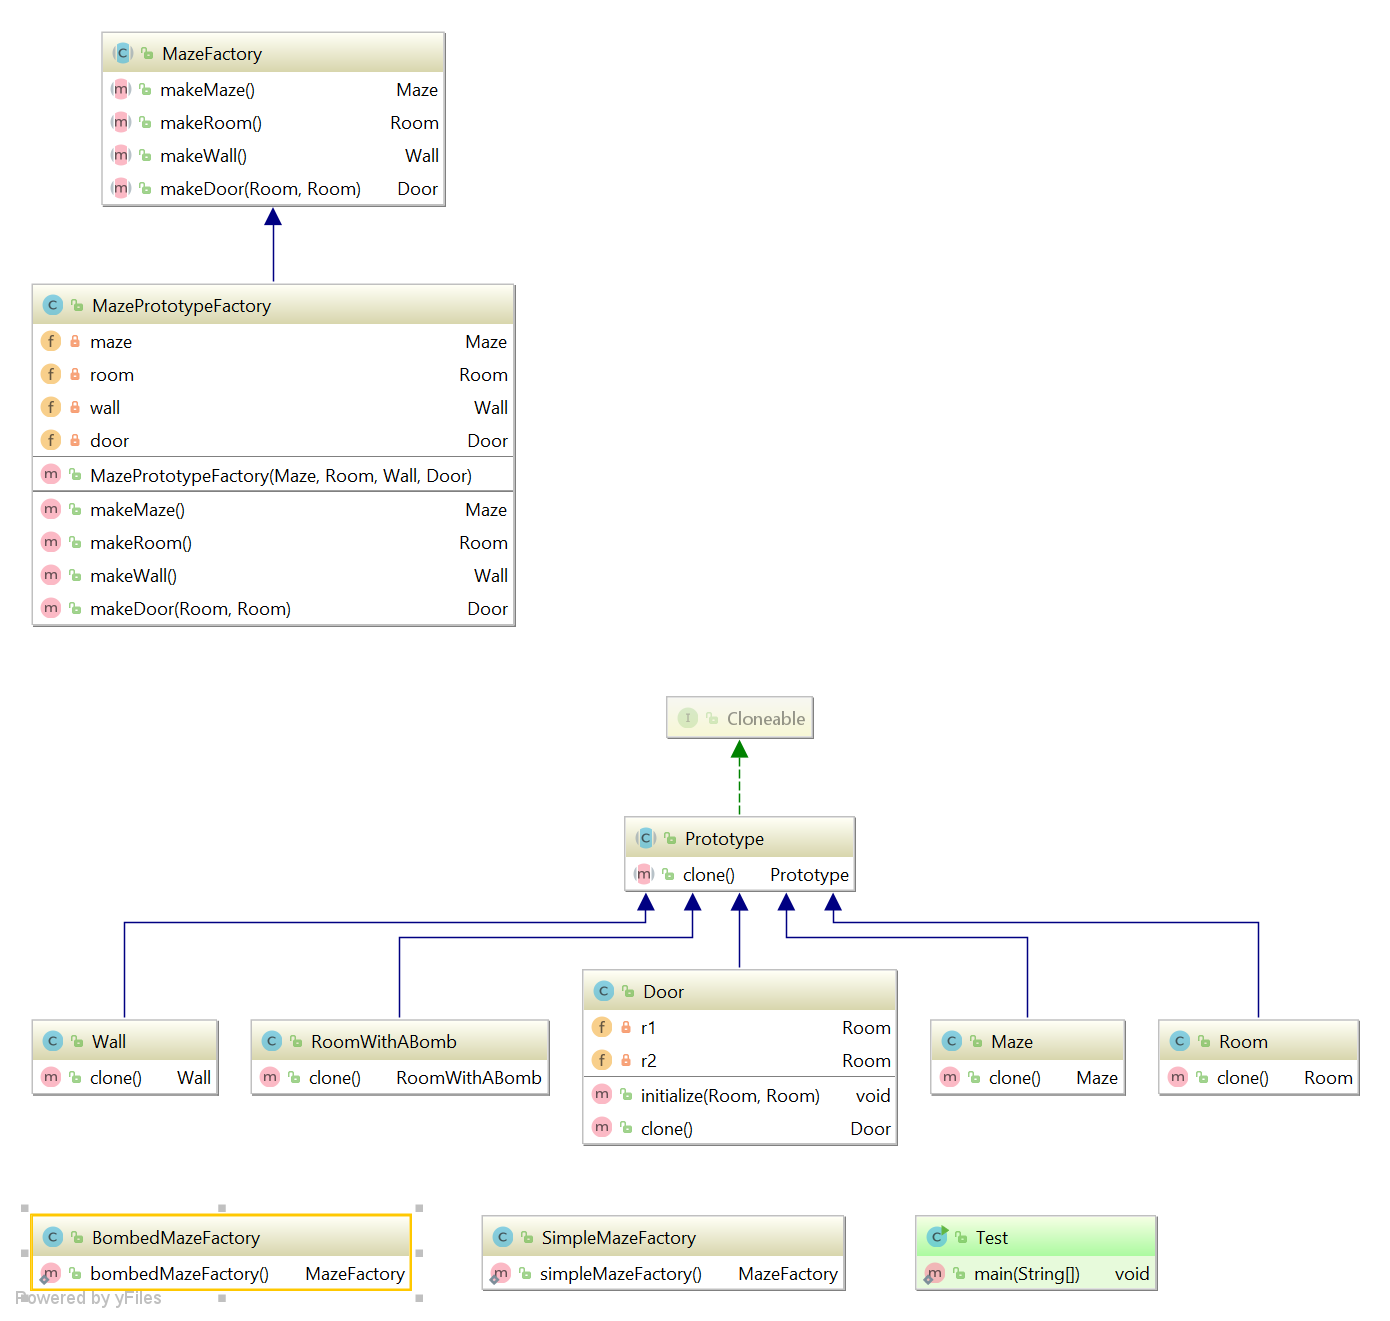 MazeFactory
makeMaze() Maze
makeRoom() Room
makeWall() Wall
makeDoor(Room, Room) Door
MazePrototypeFactory
maze Maze
room Room
wall Wall
door Door
MazePrototypeFactory(Maze, Room, Wall, Door)
makeMaze() Maze
makeRoom() Room
makeWall() Wall
makeDoor(Room, Room) Door
Cloneable
Prototype
clone() Prototype
Wall
clone() Wall
RoomWithABomb
clone() RoomWithABomb
Door
r1 Room
r2 Room
initialize(Room, Room) void
clone() Door
Maze
clone() Maze
Room
clone() Room
BombedMazeFactory
bombedMazeFactory() MazeFactory
SimpleMazeFactory
simpleMazeFactory() MazeFactory
Test
main(String[]) void
Powered by yFiles